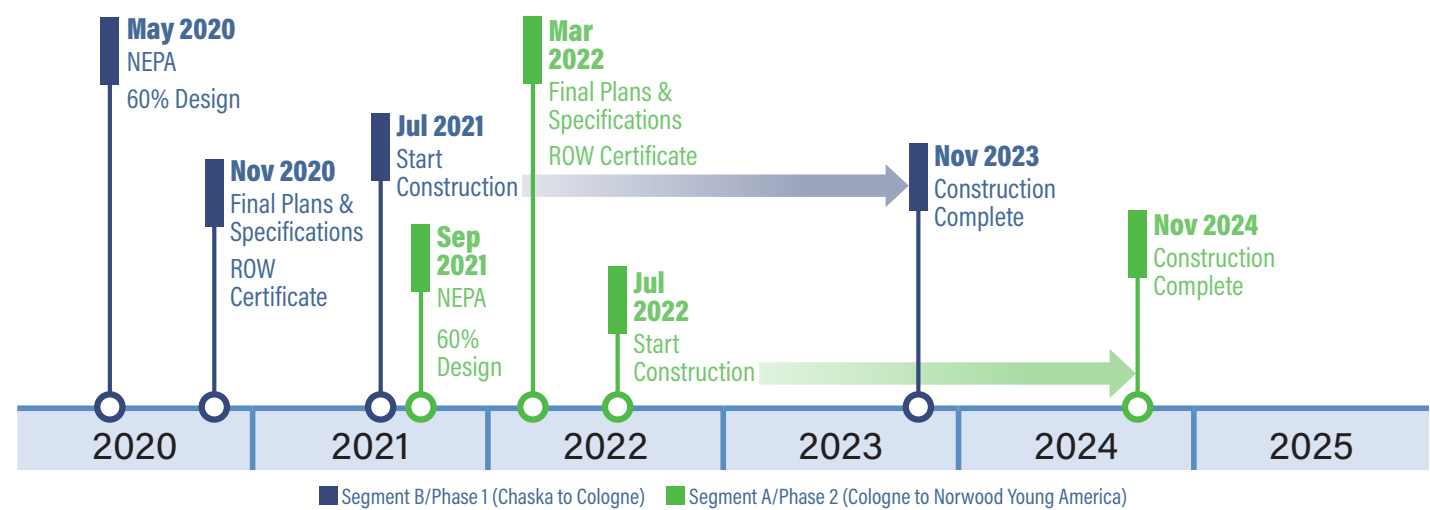 May 2020
NEPA
60% Design
Nov 2020
Final Plans &
Specifications
ROW
Certificate
Jul 2021
Start
Construction
Sep
2021
NEPA
60%
Design
Mar
2022
Final Plans &
Specifications
ROW Certificate
Jul
2022
Start
Construction
Nov 2023
Construction
Complete
Nov 2024
Construction
Complete
2020
2021
2022
2023
2024
2025
Segment B/Phase 1 (Chaska to Cologne)
Segment A/Phase 2 (Cologne to Norwood Young America)